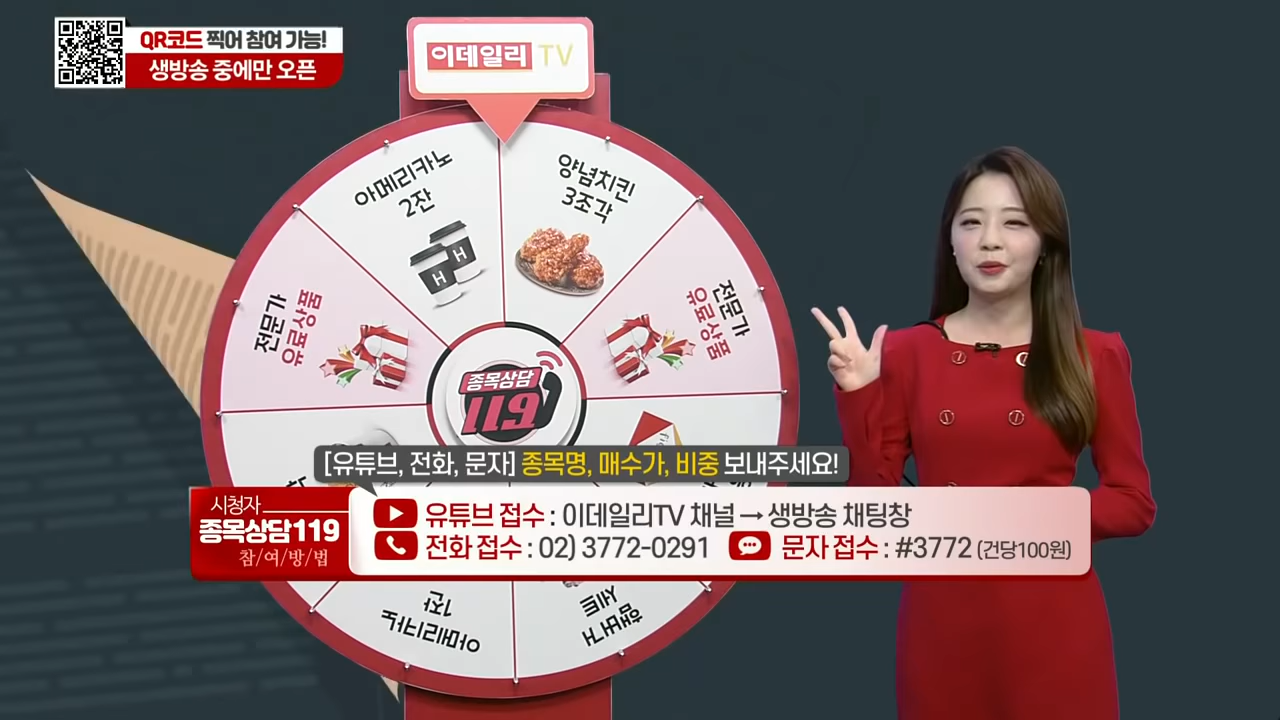 QR코드 찍어 참여 가능!
생방송 중에만 오픈
이데일리 TV
아메리카노
2잔
양념치킨
3조각
전문가
유료상품
전문가
유료상품
종목상담
119
[유튜브, 전화, 문자] 종목명, 매수가, 비중 보내주세요!
시청자
종목상담119
참/여/방/법
유튜브 접수 : 이데일리TV 채널 → 생방송 채팅창
전화 접수 : 02) 3772-0291
문자 접수 : #3772 (건당100원)
아메리카노
1잔
햄버거
세트
H
H